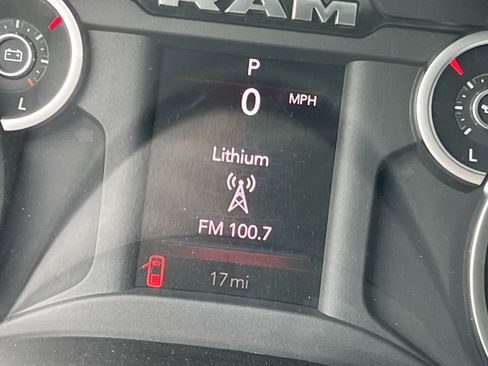 RAM
P
0 MPH
L
L
Lithium
FM 100.7
17 mi